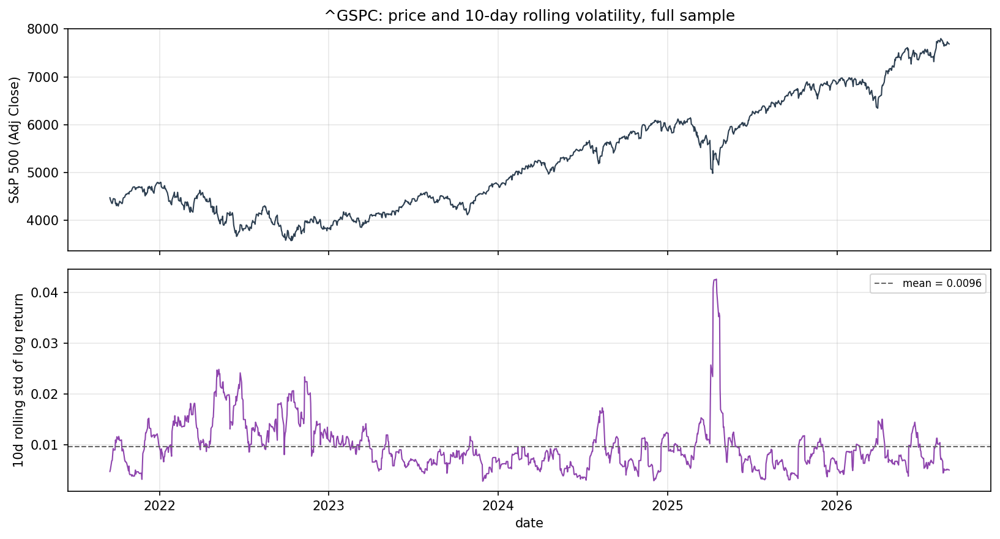 ^GSPC: price and 10-day rolling volatility, full sample
S&P 500 (Adj Close)
8000
7000
6000
5000
4000
10d rolling std of log return
0.04
0.03
0.02
0.01
mean = 0.0096
2022
2023
2024
2025
2026
date